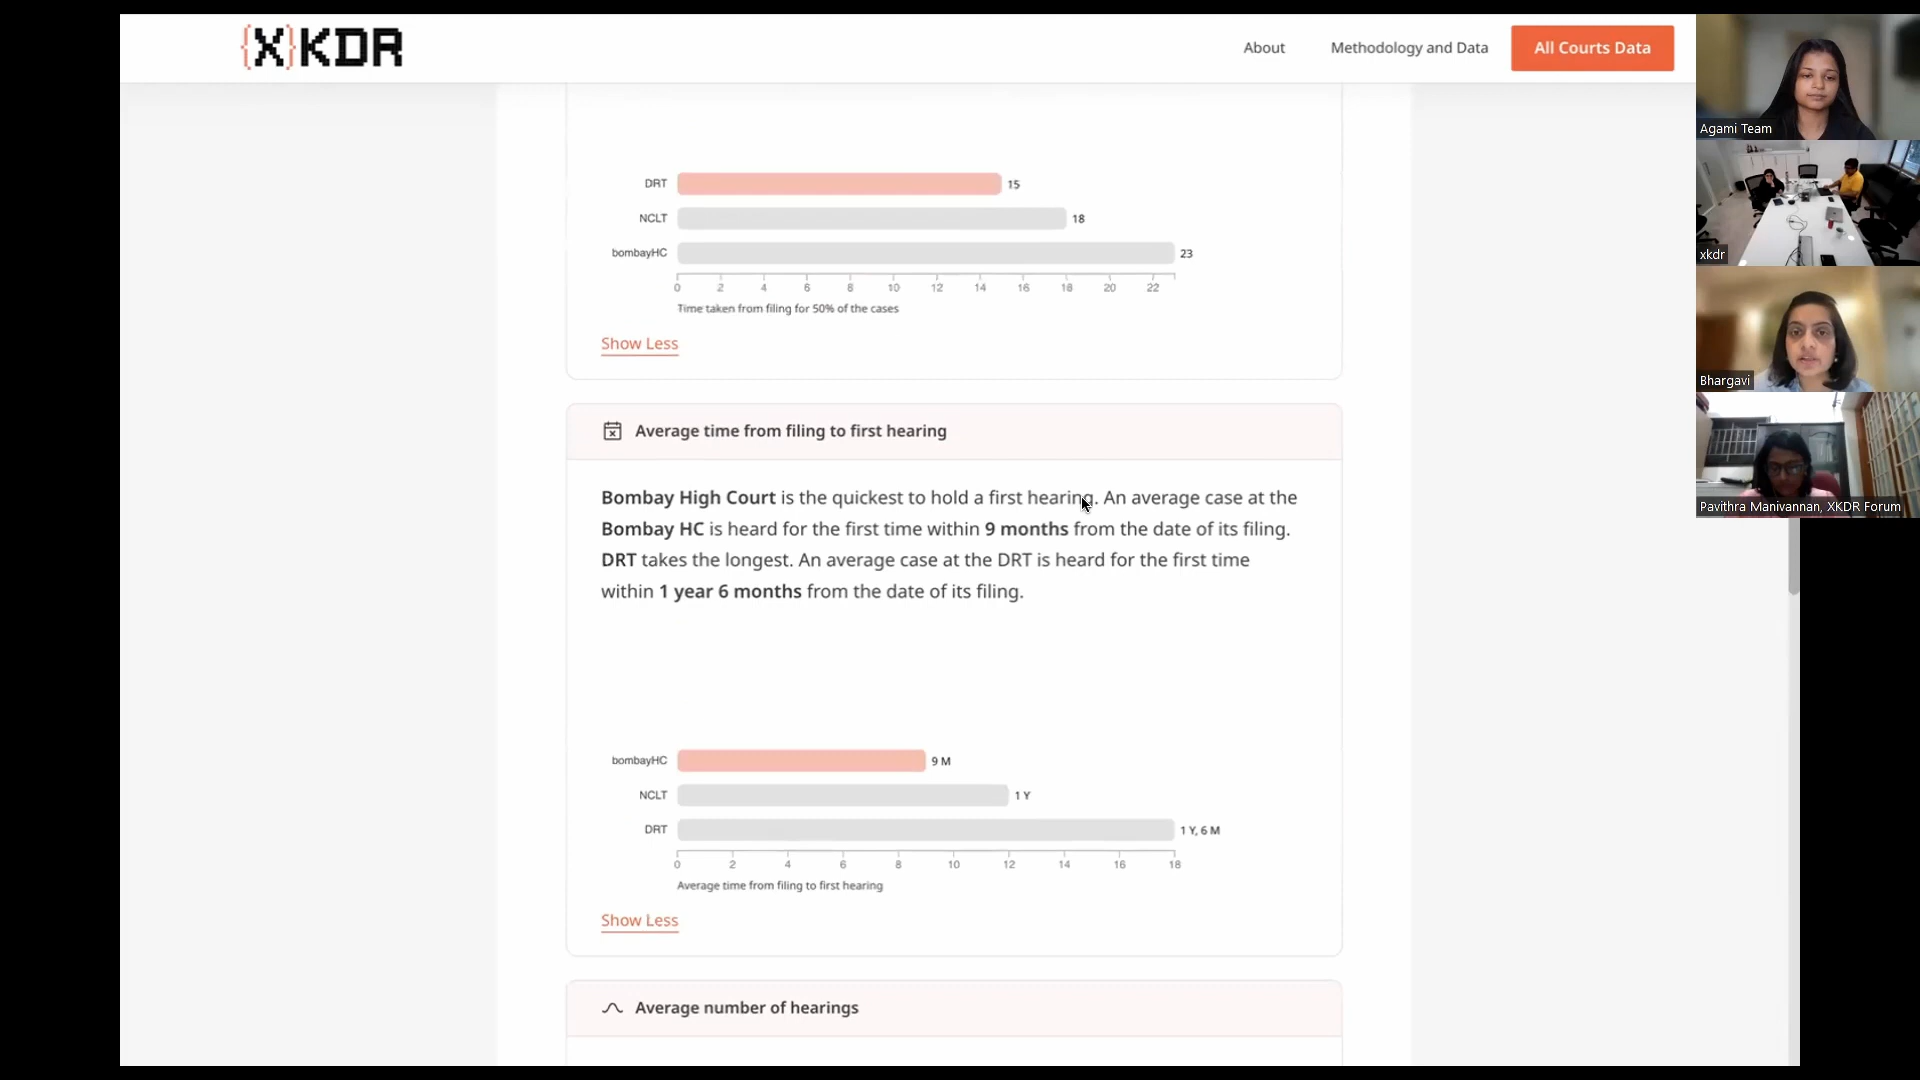 {X}KDR
About
Methodology and Data
All Courts Data
DRT
15
NCLT
18
bombayHC
23
0 2 4 6 8 10 12 14 16 18 20 22
Time taken from filing for 50% of the cases
Show Less
Average time from filing to first hearing
Bombay High Court is the quickest to hold a first hearing. An average case at the
Bombay HC is heard for the first time within 9 months from the date of its filing.
DRT takes the longest. An average case at the DRT is heard for the first time
within 1 year 6 months from the date of its filing.
bombayHC
9 M
NCLT
1 Y
DRT
1 Y, 6 M
0 2 4 6 8 10 12 14 16 18
Average time from filing to first hearing
Show Less
Average number of hearings
Agami Team
xkdr
Bhargavi
Pavithra Manivannan, XKDR Forum